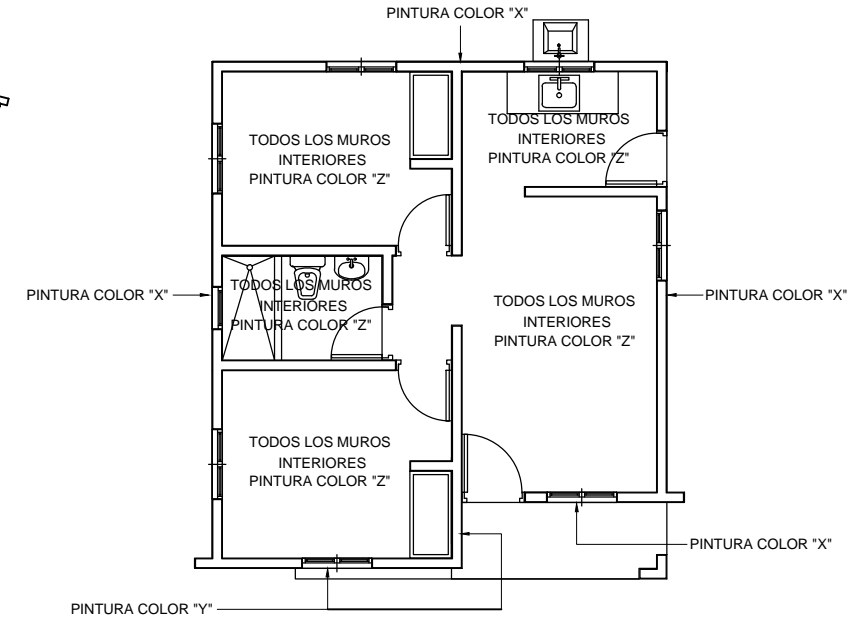 PINTURA COLOR "X"
TODOS LOS MUROS
INTERIORES
PINTURA COLOR "Z"
TODOS LOS MUROS
INTERIORES
PINTURA COLOR "Z"
PINTURA COLOR "X"
TODOS LOS MUROS
INTERIORES
PINTURA COLOR "Z"
TODOS LOS MUROS
INTERIORES
PINTURA COLOR "Z"
PINTURA COLOR "X"
TODOS LOS MUROS
INTERIORES
PINTURA COLOR "Z"
PINTURA COLOR "X"
PINTURA COLOR "Y"